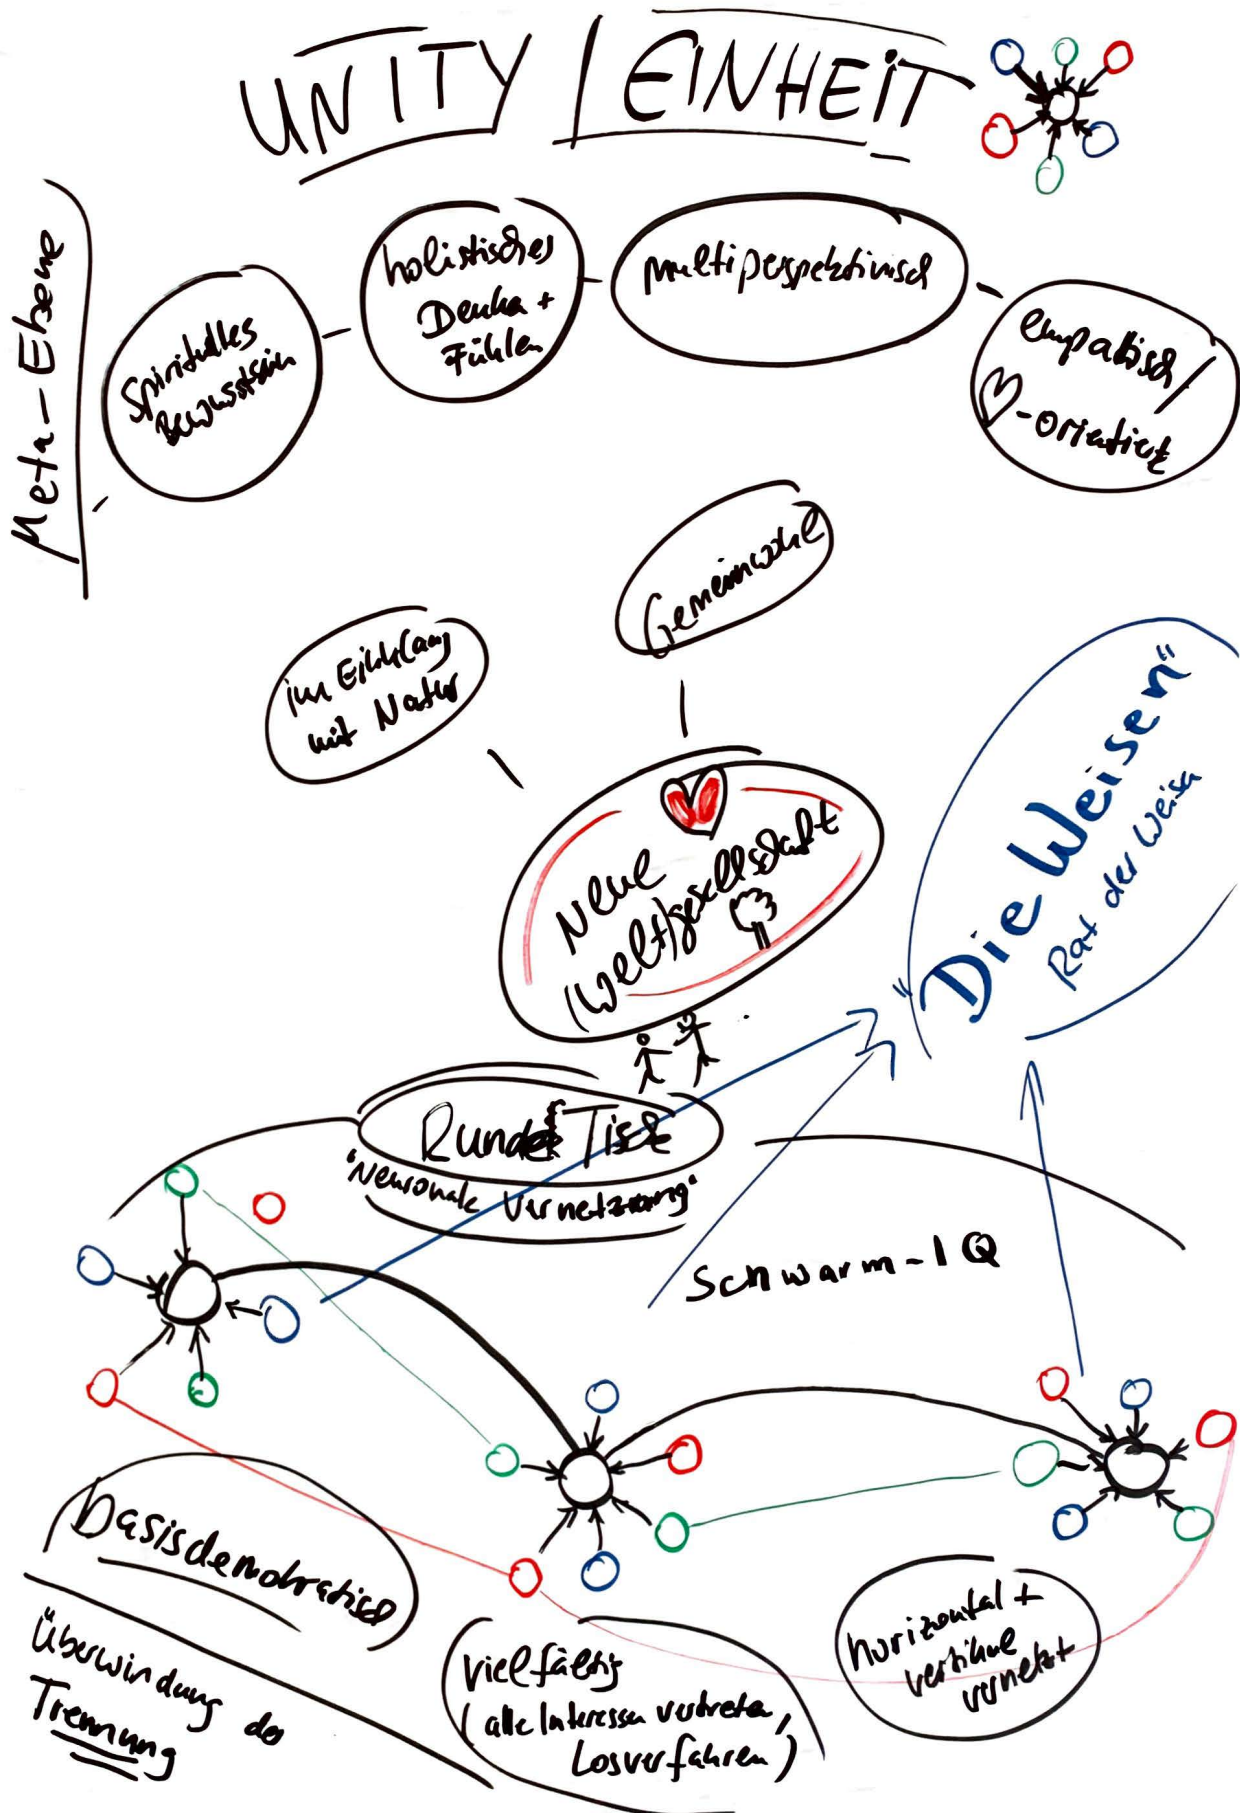 UNITY / EINHEIT
Meta-Ebene
Spirituelles
Bewusstsein
holistisches
Denken +
Fühlen
multiperspektivisch
empathisch/
♡-orientiert
Gemeinwohl
im Einklang
mit Natur
Neue
(Welt)gesellschaft
"Die Weisen"
Rat der Weisen
Runder Tisch
"Neuronale Vernetzung"
Schwarm-IQ
basisdemokratisch
Überwindung der
Trennung
vielfältig
(alle Interessen vertreten,
Losverfahren)
horizontal +
vertikal
vernetzt